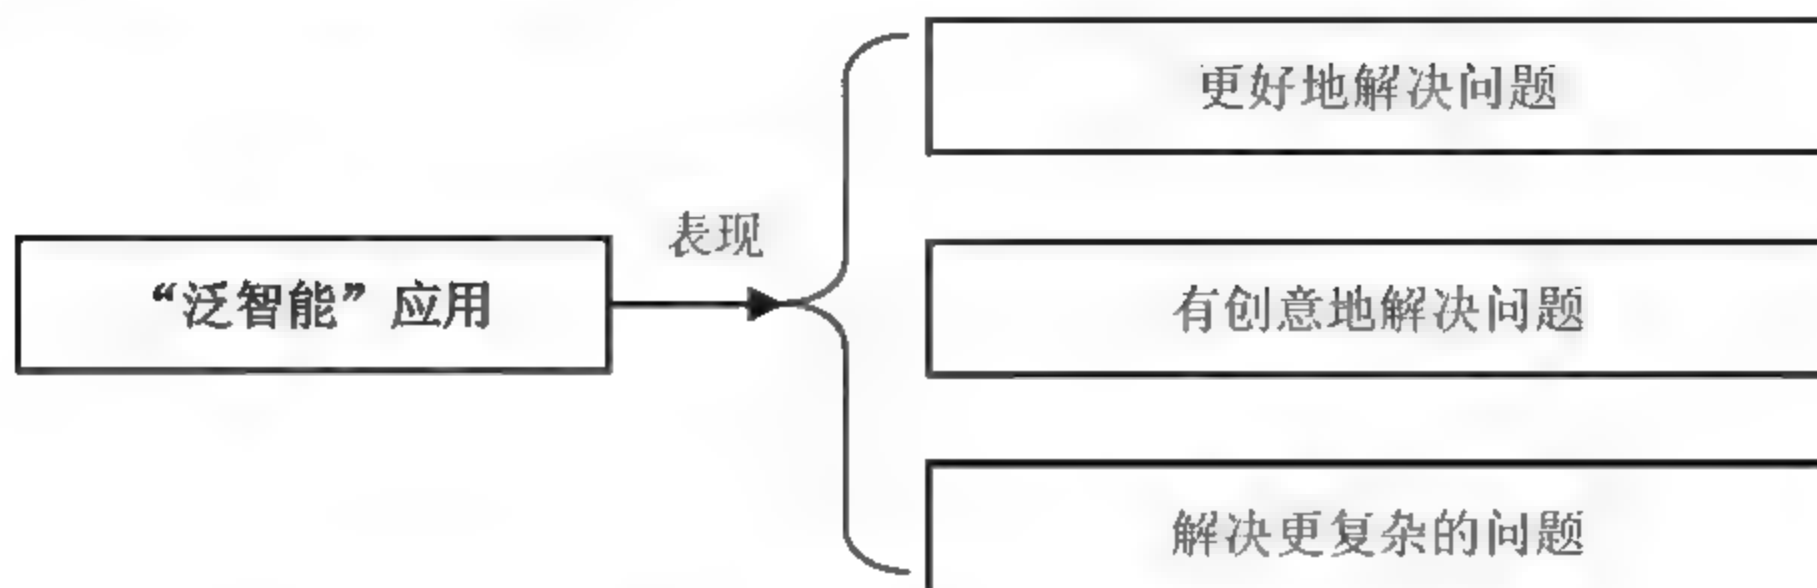 更好地解决问题
表现
“泛智能”应用
有创意地解决问题
解决更复杂的问题